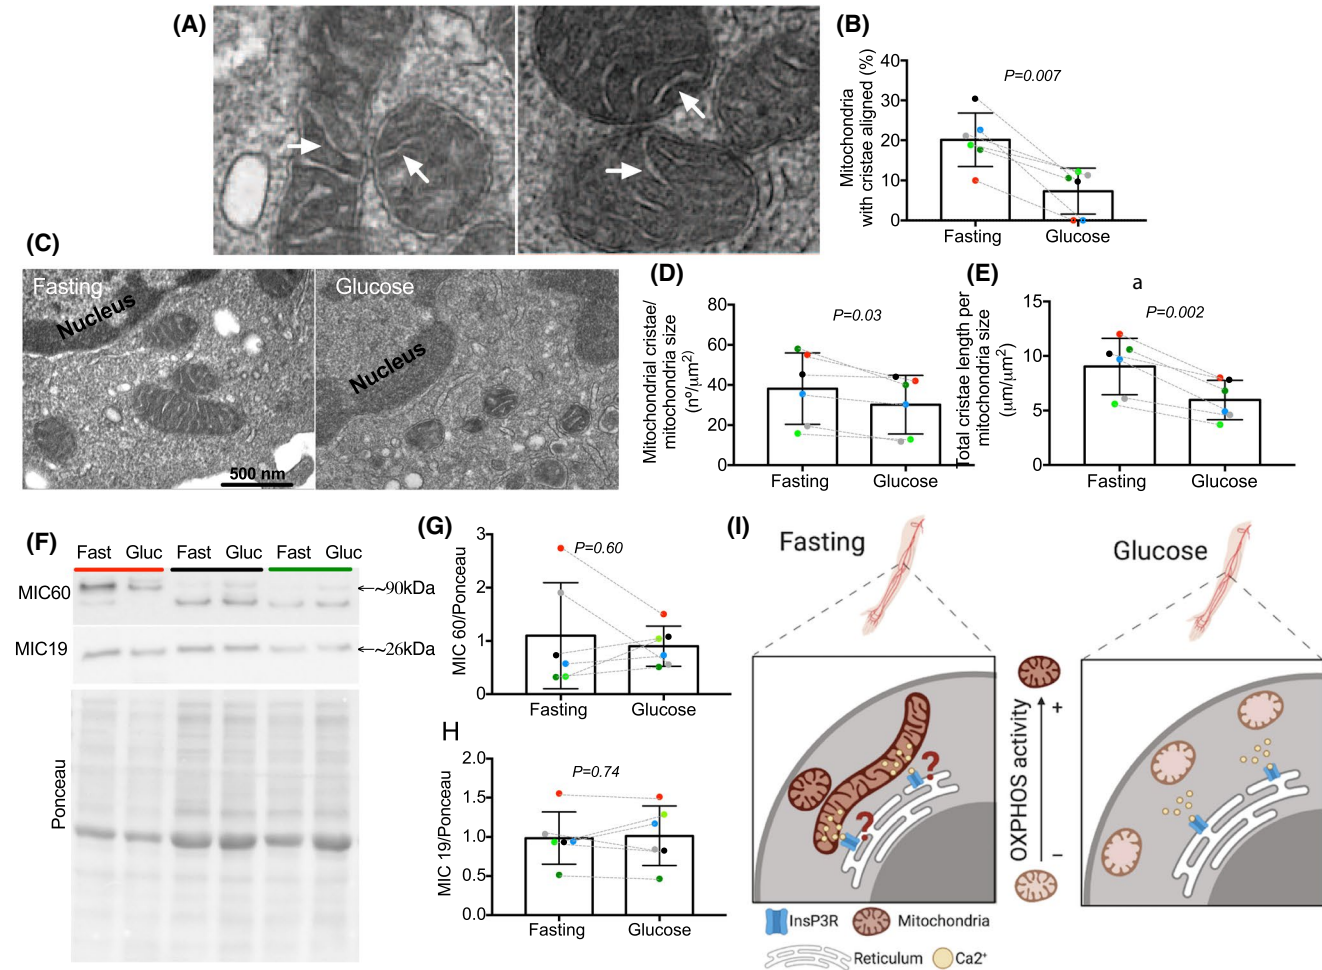 (A)
(B)
Mitochondria
with cristae aligned (%)
40
30
20
10
0
P=0.007
Fasting
Glucose
(C)
Fasting
Nucleus
500 nm
Glucose
Nucleus
(D)
Mitochondrial cristae/
mitochondria size
(nº/μm2)
80
60
40
20
0
P=0.03
Fasting
Glucose
(E)
a
Total cristae length per
mitochondria size
(μm/μm²)
15
10
5
0
P=0.002
Fasting
Glucose
(F)
Fast Gluc Fast Gluc Fast Gluc
MIC60
←~90kDa
MIC19
←~26kDa
Ponceau
(G)
MIC 60/Ponceau
3
2
1
0
P=0.60
Fasting
Glucose
H
MIC 19/Ponceau
2.0
1.5
1.0
0.5
0.0
P=0.74
Fasting
Glucose
(I)
Fasting
Glucose
?
?
OXPHOS activity
+
−
InsP3R
Mitochondria
Reticulum
Ca2⁺